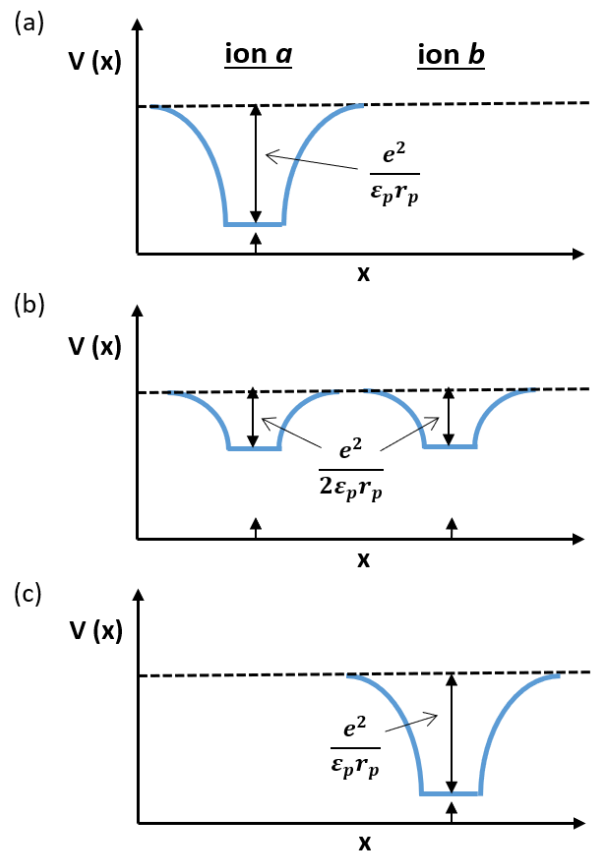 (a)
V (x)
ion a
ion b
e²
εₚrₚ
x
(b)
V (x)
e²
2εₚrₚ
x
(c)
V (x)
e²
εₚrₚ
x